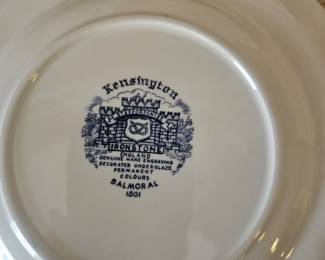 Kensington
IRONSTONE
ENGLAND
GENUINE HAND ENGRAVING
DECORATED UNDERGLAZE
PERMANENT
COLOURS
BALMORAL
1801